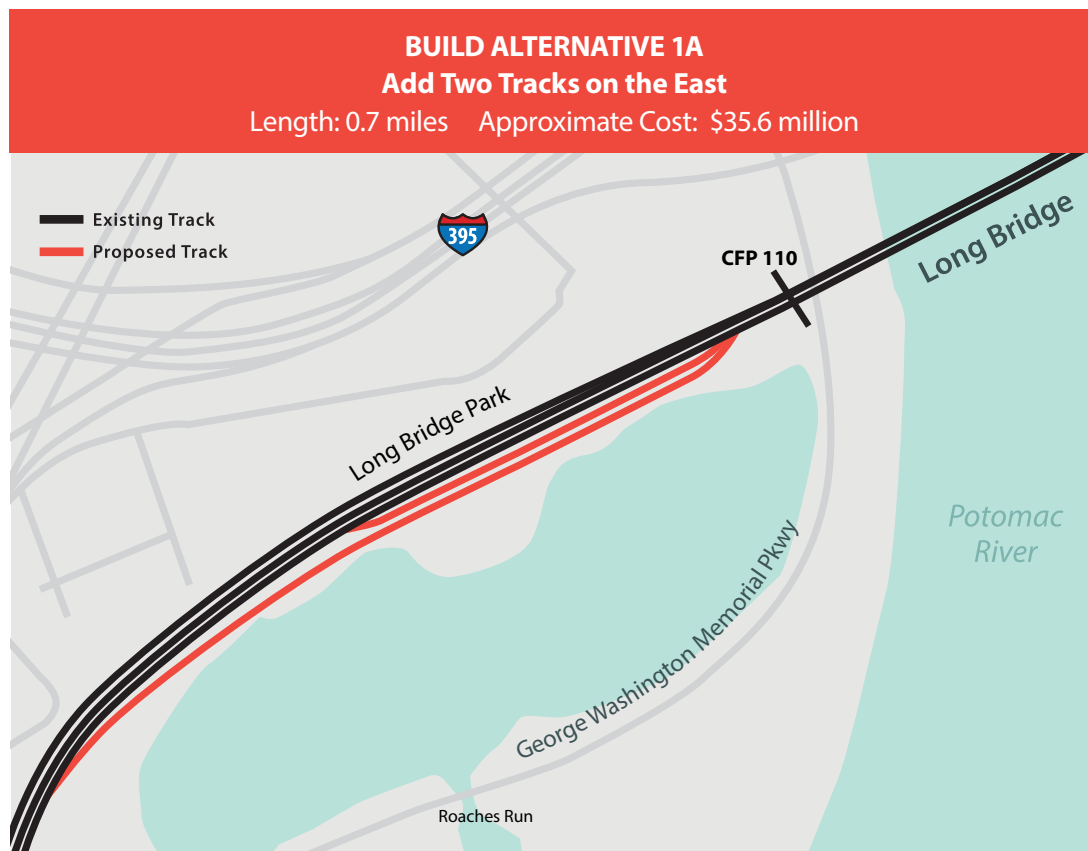 BUILD ALTERNATIVE 1A
Add Two Tracks on the East
Length: 0.7 miles Approximate Cost: $35.6 million
Existing Track
Proposed Track
395
CFP 110
Long Bridge
Long Bridge Park
Potomac
River
George Washington Memorial Pkwy
Roaches Run